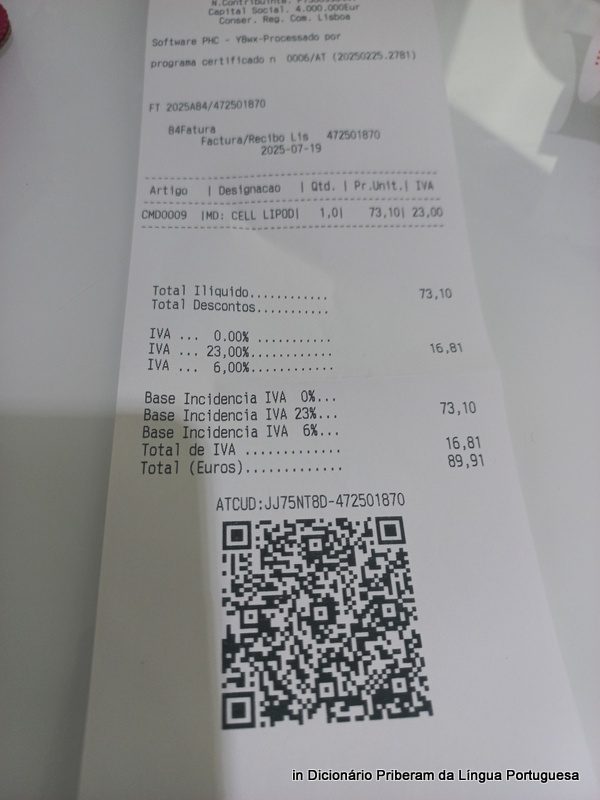 Capital Social. 4.000.000Eur
Conser. Reg. Com. Lisboa
Software PHC - YBwx-Processado por
programa certificado n 0006/AT (20250225.2781)
FT 2025A84/472501870
84Fatura
Factura/Recibo Lis 472501870
2025-07-19
Artigo | Designacao | Qtd. | Pr.Unit.| IVA
CMD0009 |MD: CELL LIPOD| 1,0| 73,10| 23,00
Total Iliquido............ 73,10
Total Descontos...........
IVA ... 0.00% ...........
IVA ... 23,00%............ 16,81
IVA ... 6,00%............
Base Incidencia IVA 0%...
Base Incidencia IVA 23%... 73,10
Base Incidencia IVA 6%...
Total de IVA ............. 16,81
Total (Euros)............. 89,91
ATCUD:JJ75NT8D-472501870
in Dicionário Priberam da Língua Portuguesa